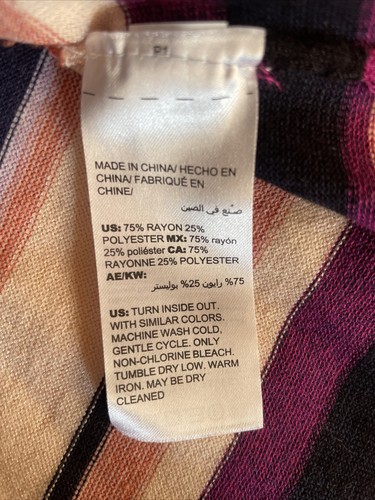 P1
MADE IN CHINA/ HECHO EN
CHINA/ FABRIQUÉ EN
CHINE/
صنع في الصين
US: 75% RAYON 25%
POLYESTER MX: 75% rayón
25% poliéster CA: 75%
RAYONNE 25% POLYESTER
AE/KW:
75% رايون 25% بوليستر
US: TURN INSIDE OUT.
WITH SIMILAR COLORS.
MACHINE WASH COLD,
GENTLE CYCLE. ONLY
NON-CHLORINE BLEACH.
TUMBLE DRY LOW. WARM
IRON. MAY BE DRY
CLEANED